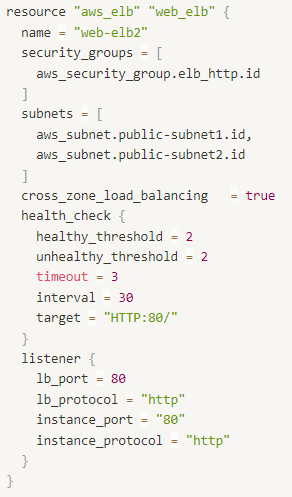 resource "aws_elb" "web_elb" {
  name = "web-elb2"
  security_groups = [
    aws_security_group.elb_http.id
  ]
  subnets = [
    aws_subnet.public-subnet1.id,
    aws_subnet.public-subnet2.id
  ]
  cross_zone_load_balancing   = true
  health_check {
    healthy_threshold = 2
    unhealthy_threshold = 2
    timeout = 3
    interval = 30
    target = "HTTP:80/"
  }
  listener {
    lb_port = 80
    lb_protocol = "http"
    instance_port = "80"
    instance_protocol = "http"
  }
}